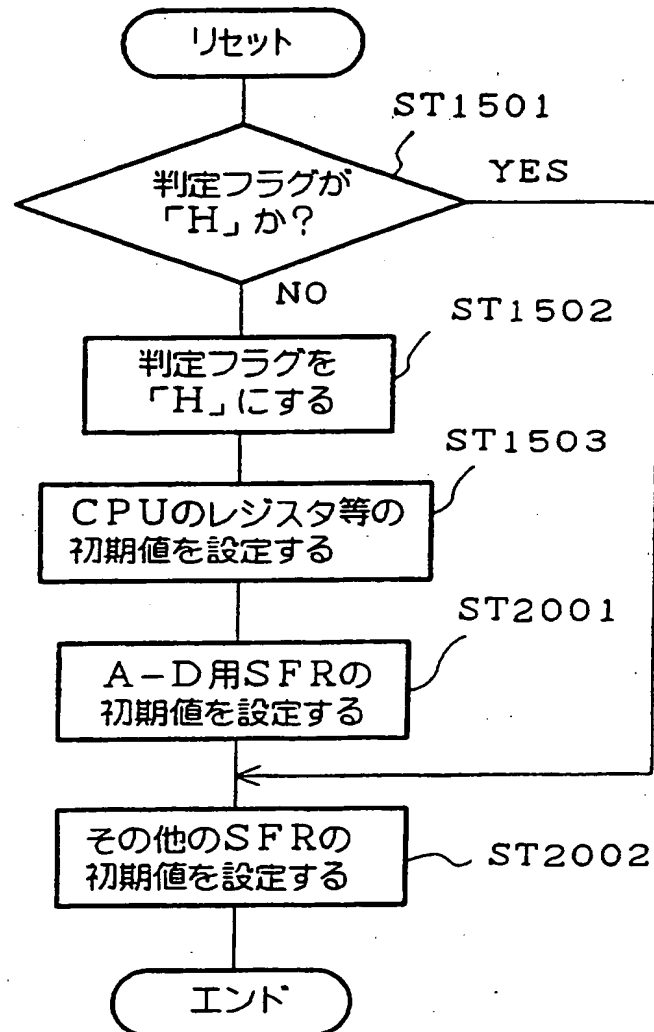 リセット
ST1501
判定フラグが
「H」か?
YES
NO
ST1502
判定フラグを
「H」にする
ST1503
CPUのレジスタ等の
初期値を設定する
ST2001
A-D用SFRの
初期値を設定する
その他のSFRの
初期値を設定する
ST2002
エンド